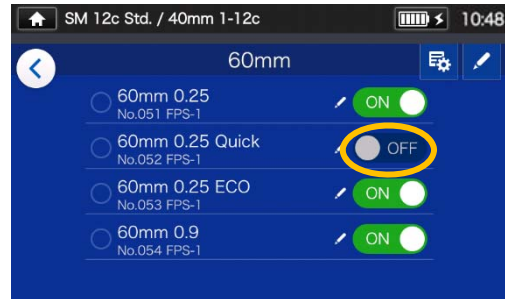 SM 12c Std. / 40mm 1-12c 10:48
60mm
60mm 0.25
No.051 FPS-1
ON
60mm 0.25 Quick
No.052 FPS-1
OFF
60mm 0.25 ECO
No.053 FPS-1
ON
60mm 0.9
No.054 FPS-1
ON